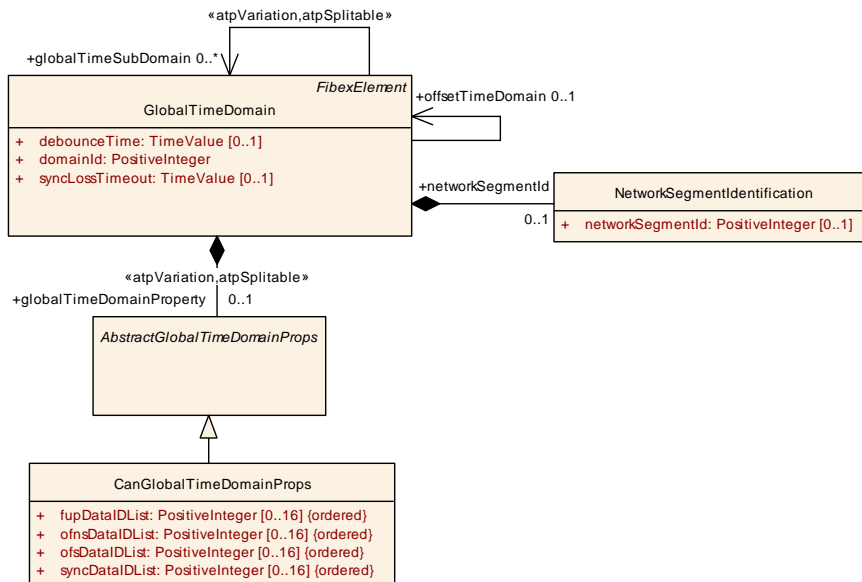 «atpVariation,atpSplitable»
+globalTimeSubDomain 0..*
FibexElement
GlobalTimeDomain
+ debounceTime: TimeValue [0..1]
+ domainId: PositiveInteger
+ syncLossTimeout: TimeValue [0..1]
+offsetTimeDomain 0..1
+networkSegmentId
0..1
NetworkSegmentIdentification
+ networkSegmentId: PositiveInteger [0..1]
«atpVariation,atpSplitable»
+globalTimeDomainProperty 0..1
AbstractGlobalTimeDomainProps
CanGlobalTimeDomainProps
+ fupDataIDList: PositiveInteger [0..16] {ordered}
+ ofnsDataIDList: PositiveInteger [0..16] {ordered}
+ ofsDataIDList: PositiveInteger [0..16] {ordered}
+ syncDataIDList: PositiveInteger [0..16] {ordered}